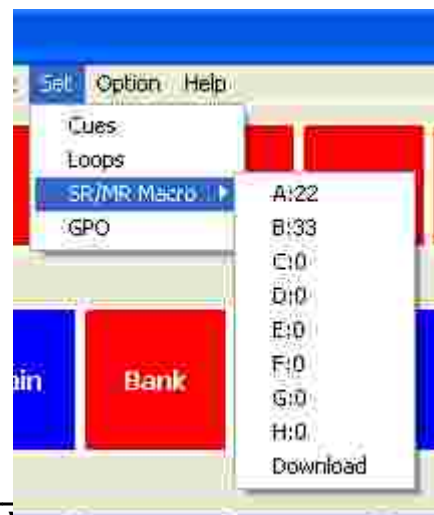 Set Option Help
Cues
Loops
SR/MR Macro
GPO
A:22
B:33
C:0
D:0
E:0
F:0
G:0
H:0
Download
Bank